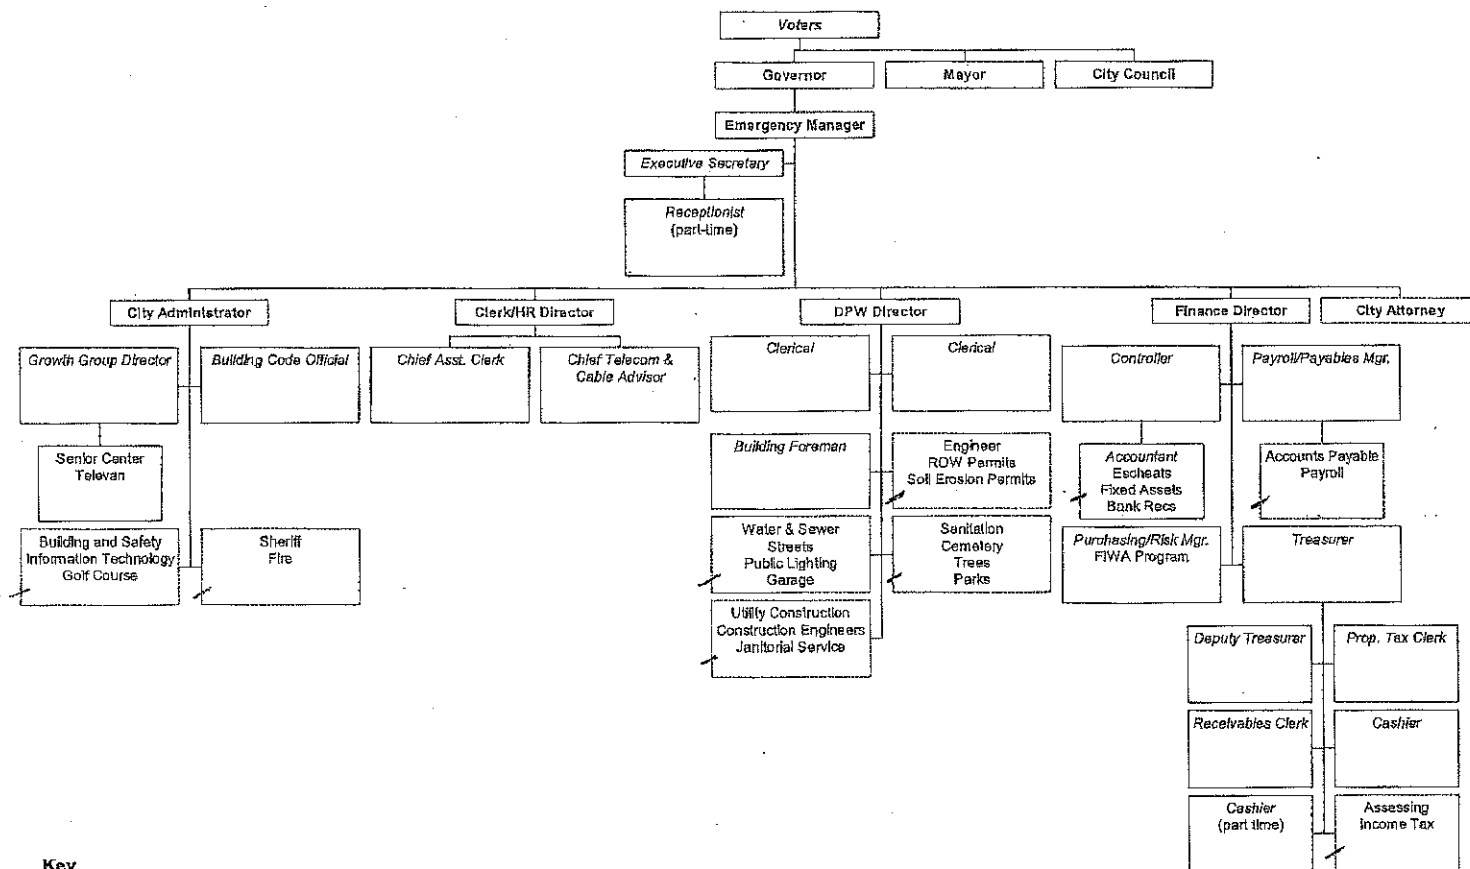 Voters
Governor
Mayor
City Council
Emergency Manager
Executive Secretary
Receptionist
(part-time)
City Administrator
Clerk/HR Director
DPW Director
Finance Director
City Attorney
Growth Group Director
Building Code Official
Chief Asst. Clerk
Chief Telecom &
Cable Advisor
Clerical
Clerical
Controller
Payroll/Payables Mgr.
Senior Center
Televan
Building Foreman
Engineer
ROW Permits
Soil Erosion Permits
Accountant
Escheats
Fixed Assets
Bank Recs
Accounts Payable
Payroll
Building and Safety
Information Technology
Golf Course
Sheriff
Fire
Water & Sewer
Streets
Public Lighting
Garage
Sanitation
Cemetery
Trees
Parks
Purchasing/Risk Mgr.
FIWA Program
Treasurer
Utility Construction
Construction Engineers
Janitorial Service
Deputy Treasurer
Prop. Tax Clerk
Receivables Clerk
Cashier
Cashier
(part time)
Assessing
Income Tax
Key